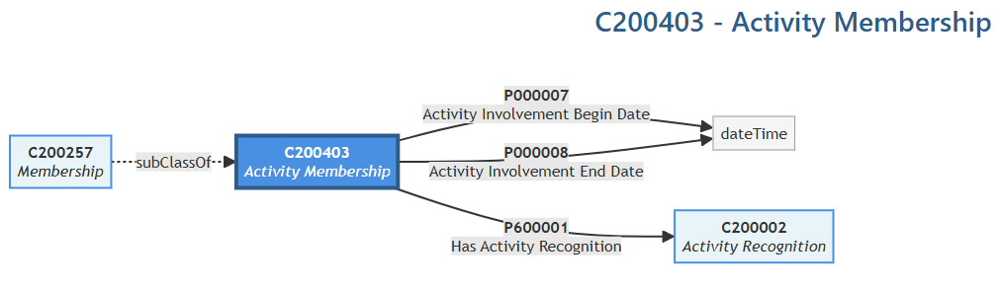 C200403 - Activity Membership
P000007
Activity Involvement Begin Date
dateTime
C200257
Membership
subClassOf
C200403
Activity Membership
P000008
Activity Involvement End Date
P600001
Has Activity Recognition
C200002
Activity Recognition